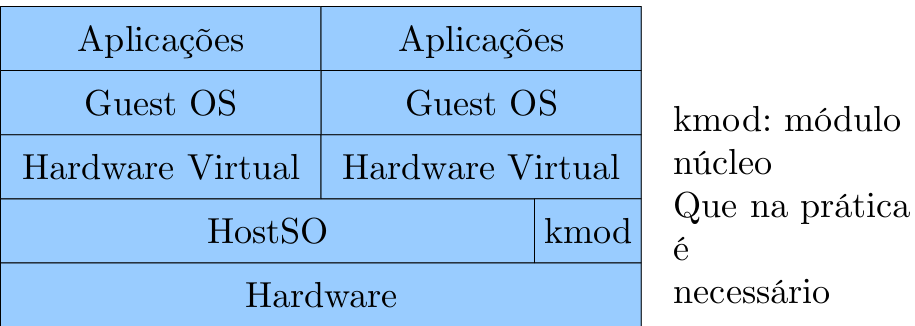 Aplicações Aplicações
Guest OS Guest OS
Hardware Virtual Hardware Virtual
HostSO kmod
Hardware
kmod: módulo
núcleo
Que na prática
é
necessário